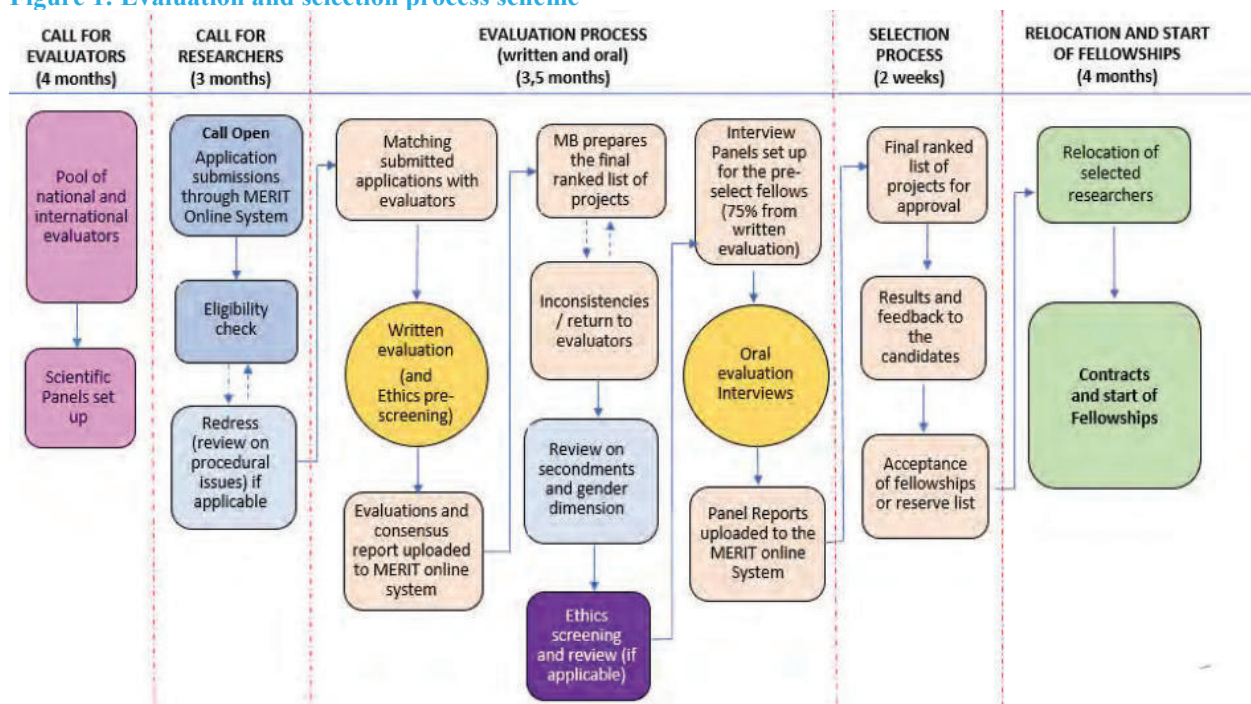 Figure 1: Evaluation and selection process scheme
CALL FOR
EVALUATORS
(4 months)
CALL FOR
RESEARCHERS
(3 months)
EVALUATION PROCESS
(written and oral)
(3,5 months)
SELECTION
PROCESS
(2 weeks)
RELOCATION AND START
OF FELLOWSHIPS
(4 months)
Pool of
national and
international
evaluators
Scientific
Panels set
up
Call Open
Application
submissions
through MERIT
Online System
Eligibility
check
Redress
(review on
procedural
issues) if
applicable
Matching
submitted
applications with
evaluators
Written
evaluation
(and
Ethics pre-
screening)
Evaluations and
consensus
report uploaded
to MERIT online
system
MB prepares
the final
ranked list of
projects
Inconsistencies
/ return to
evaluators
Review on
secondments
and gender
dimension
Ethics
screening
and review (if
applicable)
Interview
Panels set up
for the pre-
select fellows
(75% from
written
evaluation)
Oral
evaluation
Interviews
Panel Reports
uploaded to the
MERIT online
System
Final ranked
list of
projects for
approval
Results and
feedback to
the
candidates
Acceptance
of fellowships
or reserve list
Relocation of
selected
researchers
Contracts
and start of
Fellowships